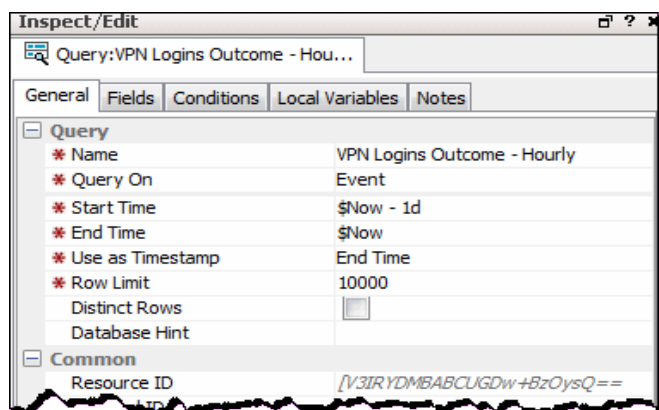 Inspect/Edit
Query:VPN Logins Outcome - Hou...
General Fields Conditions Local Variables Notes
Query
* Name VPN Logins Outcome - Hourly
* Query On Event
* Start Time $Now - 1d
* End Time $Now
* Use as Timestamp End Time
* Row Limit 10000
Distinct Rows
Database Hint
Common
Resource ID [V3IRYDMBABCUGDw+BzOysQ==